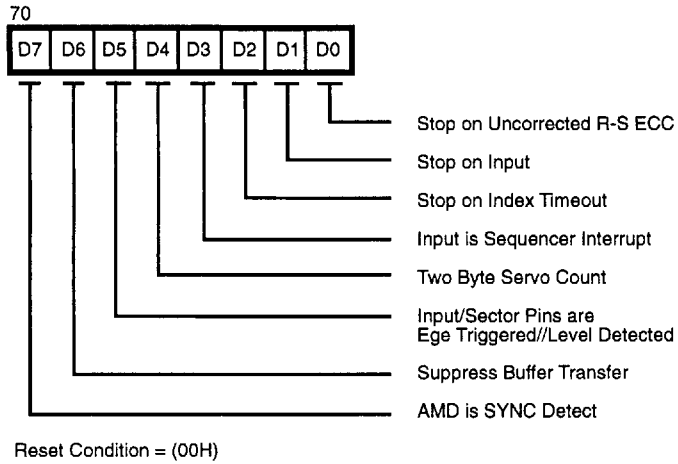 70
D7 D6 D5 D4 D3 D2 D1 D0
Stop on Uncorrected R-S ECC
Stop on Input
Stop on Index Timeout
Input is Sequencer Interrupt
Two Byte Servo Count
Input/Sector Pins are
Ege Triggered//Level Detected
Suppress Buffer Transfer
AMD is SYNC Detect
Reset Condition = (00H)